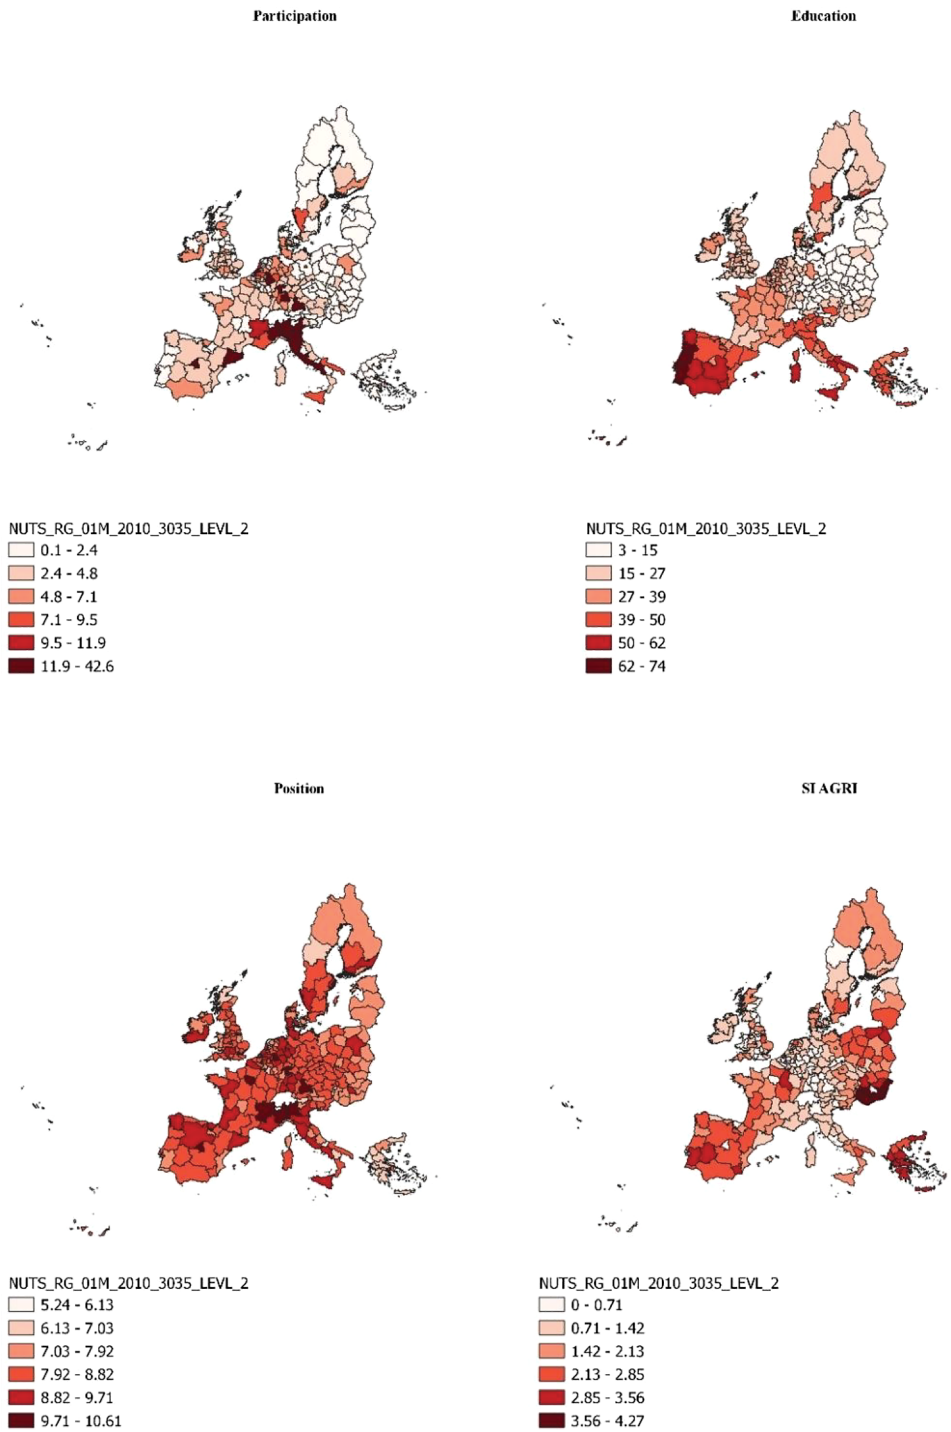 Participation
Education
NUTS_RG_01M_2010_3035_LEVL_2
0.1 - 2.4
2.4 - 4.8
4.8 - 7.1
7.1 - 9.5
9.5 - 11.9
11.9 - 42.6
NUTS_RG_01M_2010_3035_LEVL_2
3 - 15
15 - 27
27 - 39
39 - 50
50 - 62
62 - 74
Position
SI AGRI
NUTS_RG_01M_2010_3035_LEVL_2
5.24 - 6.13
6.13 - 7.03
7.03 - 7.92
7.92 - 8.82
8.82 - 9.71
9.71 - 10.61
NUTS_RG_01M_2010_3035_LEVL_2
0 - 0.71
0.71 - 1.42
1.42 - 2.13
2.13 - 2.85
2.85 - 3.56
3.56 - 4.27